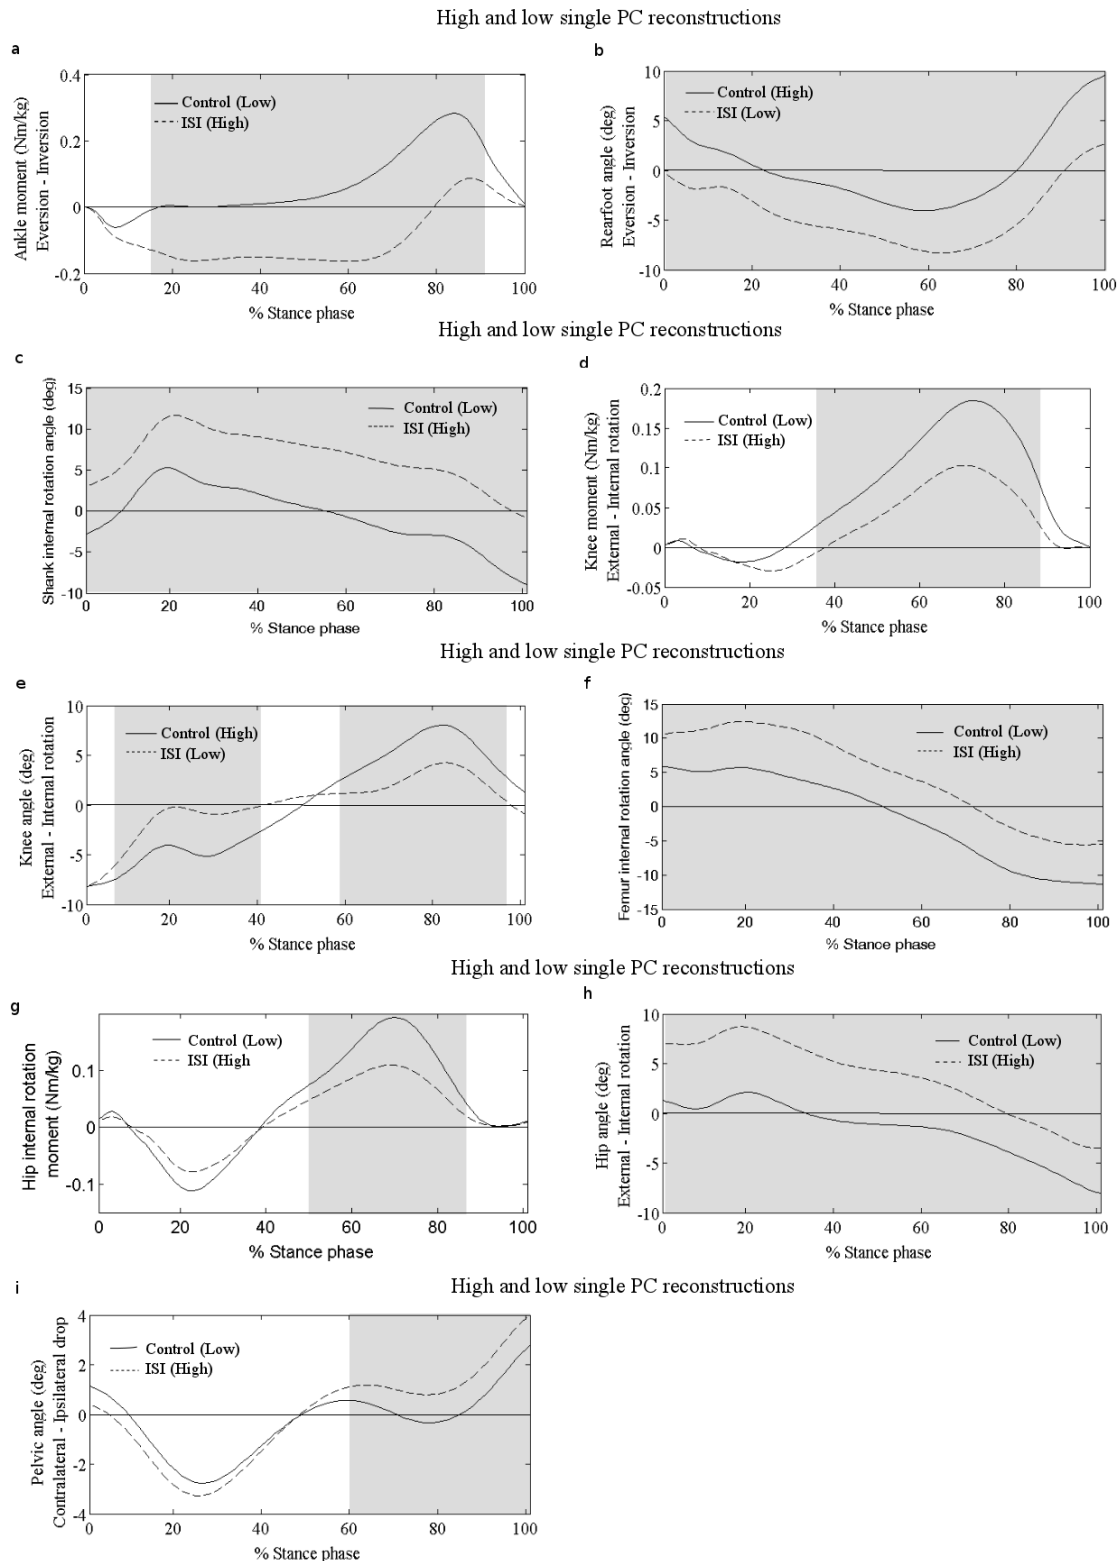 High and low single PC reconstructions
a
Ankle moment (Nm/kg)
Eversion - Inversion
0.4
0.2
0
-0.2
Control (Low)
ISI (High)
0 20 40 60 80 100
% Stance phase
b
Rearfoot angle (deg)
Eversion - Inversion
10
5
0
-5
-10
Control (High)
ISI (Low)
0 20 40 60 80 100
% Stance phase
High and low single PC reconstructions
c
Shank internal rotation angle (deg)
15
10
5
0
-5
-10
Control (Low)
ISI (High)
0 20 40 60 80 100
% Stance phase
d
Knee moment (Nm/kg)
External - Internal rotation
0.2
0.15
0.1
0.05
0
-0.05
Control (Low)
ISI (High)
0 20 40 60 80 100
% Stance phase
High and low single PC reconstructions
e
Knee angle (deg)
External - Internal rotation
10
5
0
-5
-10
Control (High)
ISI (Low)
0 20 40 60 80 100
% Stance phase
f
Femur internal rotation angle (deg)
15
10
5
0
-5
-10
-15
Control (Low)
ISI (High)
0 20 40 60 80 100
% Stance phase
High and low single PC reconstructions
g
Hip internal rotation
moment (Nm/kg)
0.1
0
-0.1
Control (Low)
ISI (High
0 20 40 60 80 100
% Stance phase
h
Hip angle (deg)
External - Internal rotation
10
5
0
-5
-10
Control (Low)
ISI (High)
0 20 40 60 80 100
% Stance phase
High and low single PC reconstructions
i
Pelvic angle (deg)
Contralateral - Ipsilateral drop
4
2
0
-2
-4
Control (Low)
ISI (High)
0 20 40 60 80 100
% Stance phase